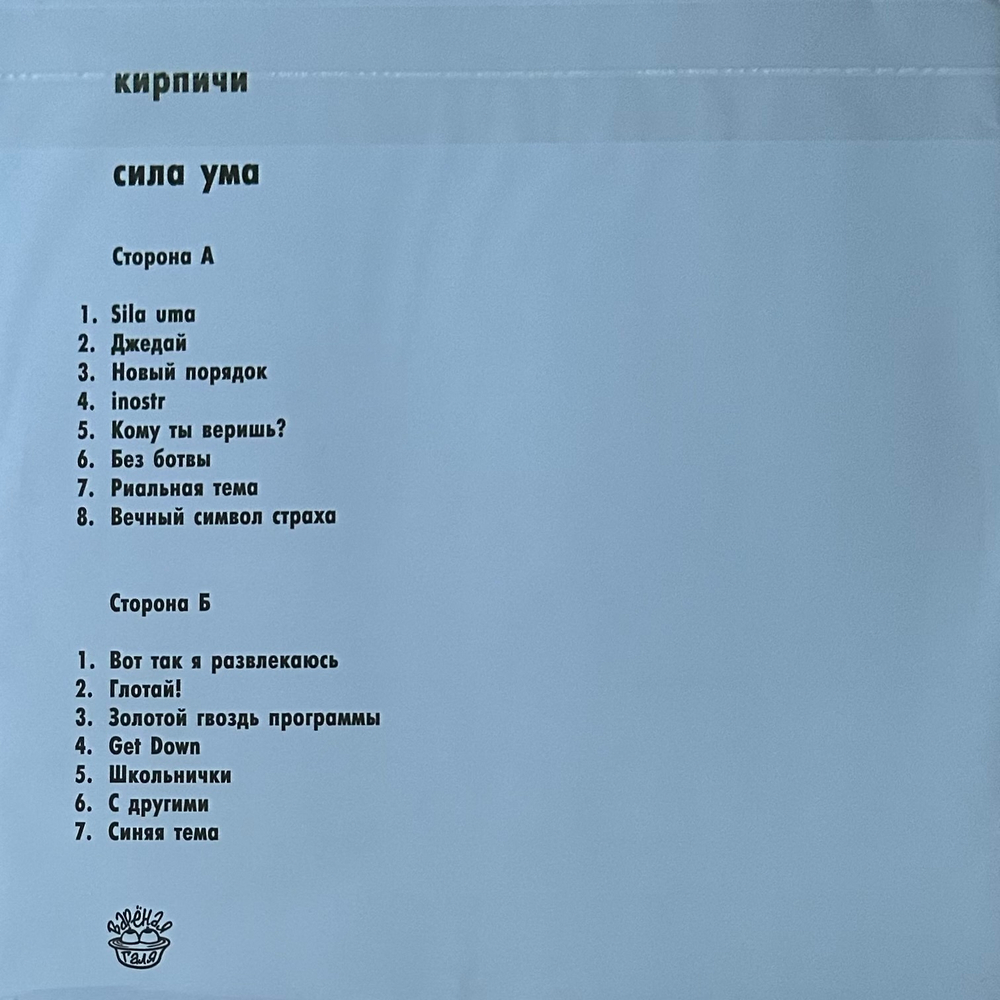 кирпичи
сила ума
Сторона А
1. Sila uma
2. Джедай
3. Новый порядок
4. inostr
5. Кому ты веришь?
6. Без ботвы
7. Риальная тема
8. Вечный символ страха
Сторона Б
1. Вот так я развлекаюсь
2. Глотай!
3. Золотой гвоздь программы
4. Get Down
5. Школьнички
6. С другими
7. Синяя тема
Варёная
Галя